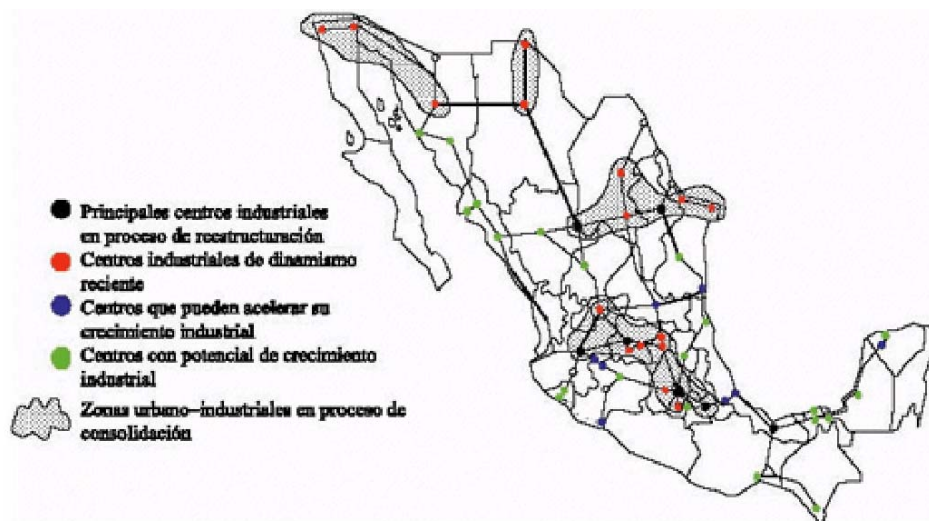 Principales centros industriales
en proceso de reestructuración
Centros industriales de dinamismo
reciente
Centros que pueden acelerar su
crecimiento industrial
Centros con potencial de crecimiento
industrial
Zonas urbano-industriales en proceso de
consolidación